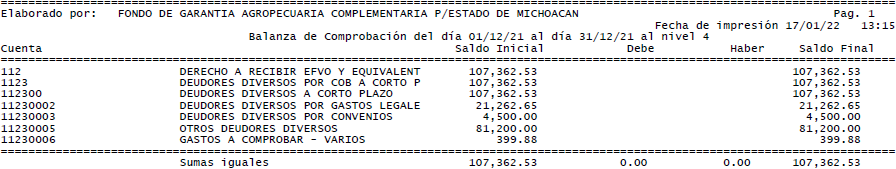 Elaborado por: FONDO DE GARANTIA AGROPECUARIA COMPLEMENTARIA P/ESTADO DE MICHOACAN Pag. 1
Fecha de impresión 17/01/22 13:15
Balanza de Comprobación del día 01/12/21 al día 31/12/21 al nivel 4
Cuenta Saldo Inicial Debe Haber Saldo Final
112 DERECHO A RECIBIR EFVO Y EQUIVALENT 107,362.53 107,362.53
1123 DEUDORES DIVERSOS POR COB A CORTO P 107,362.53 107,362.53
112300 DEUDORES DIVERSOS A CORTO PLAZO 107,362.53 107,362.53
11230002 DEUDORES DIVERSOS POR GASTOS LEGALE 21,262.65 21,262.65
11230003 DEUDORES DIVERSOS POR CONVENIOS 4,500.00 4,500.00
11230005 OTROS DEUDORES DIVERSOS 81,200.00 81,200.00
11230006 GASTOS A COMPROBAR - VARIOS 399.88 399.88
Sumas iguales 107,362.53 0.00 0.00 107,362.53